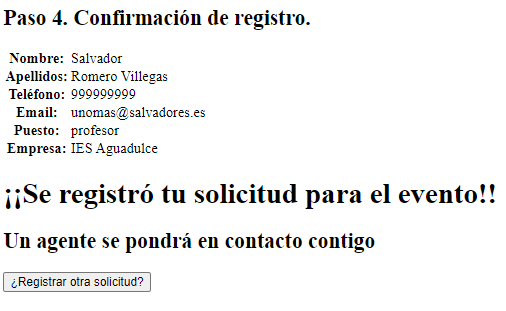 Paso 4. Confirmación de registro.
Nombre: Salvador
Apellidos: Romero Villegas
Teléfono: 999999999
Email: unomas@salvadores.es
Puesto: profesor
Empresa: IES Aguadulce
¡¡Se registró tu solicitud para el evento!!
Un agente se pondrá en contacto contigo
¿Registrar otra solicitud?